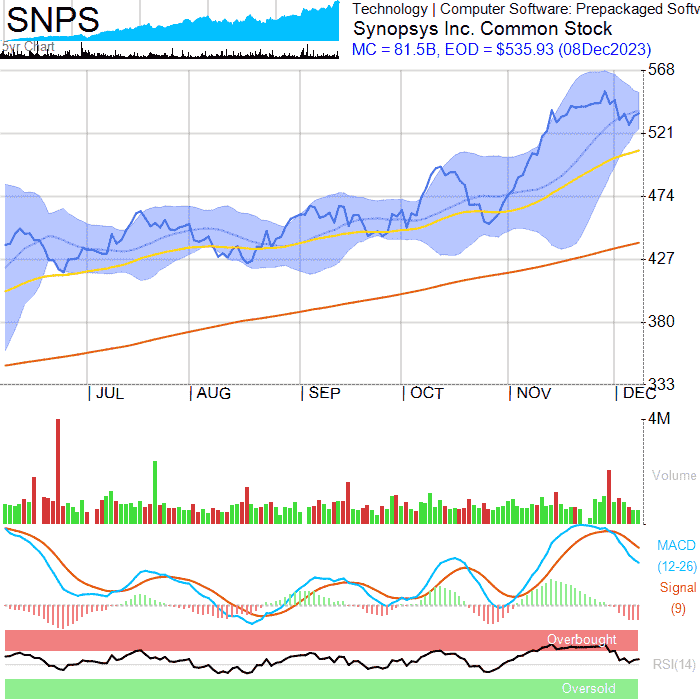 SNPS
Technology | Computer Software: Prepackaged Softw
Synopsys Inc. Common Stock
5yr Chart
MC = 81.5B, EOD = $535.93 (08Dec2023)
568
521
474
427
380
333
JUL
AUG
SEP
OCT
NOV
DEC
4M
Volume
MACD
(12-26)
Signal
(9)
Overbought
RSI(14)
Oversold